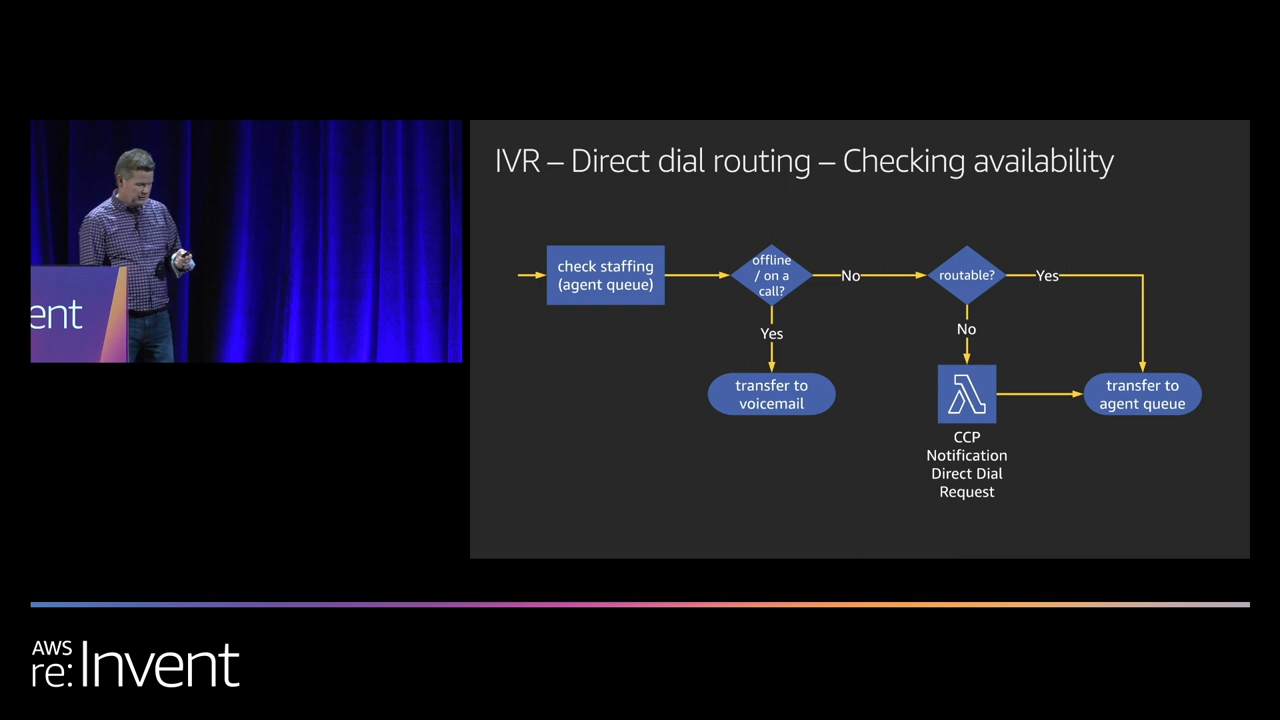 IVR – Direct dial routing – Checking availability
check staffing
(agent queue)
offline
/ on a
call?
No
routable?
Yes
Yes
No
transfer to
voicemail
transfer to
agent queue
CCP
Notification
Direct Dial
Request
ent
AWS
re:Invent